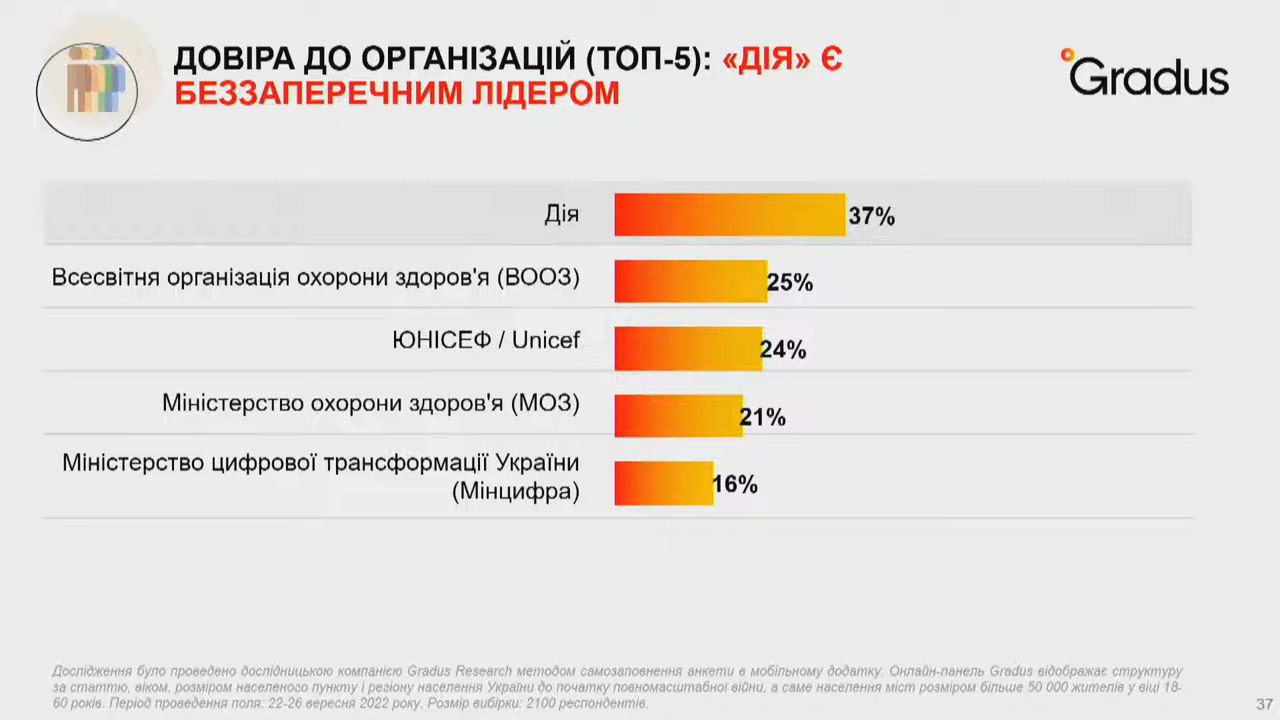 ДОВІРА ДО ОРГАНІЗАЦІЙ (ТОП-5): «ДІЯ» Є
БЕЗЗАПЕРЕЧНИМ ЛІДЕРОМ
Gradus
Дія
37%
Всесвітня організація охорони здоров'я (ВООЗ)
25%
ЮНІСЕФ / Unicef
24%
Міністерство охорони здоров'я (МОЗ)
21%
Міністерство цифрової трансформації України
(Мінцифра)
16%
Дослідження було проведено дослідницькою компанією Gradus Research методом самозаповнення анкети в мобільному додатку. Онлайн-панель Gradus відображає структуру
за статтю, віком, розміром населеного пункту і регіону населення України до початку повномасштабної війни, а саме населення міст розміром більше 50 000 жителів у віці 18-
60 років. Період проведення поля: 22-26 вересня 2022 року. Розмір вибірки: 2100 респондентів.
37